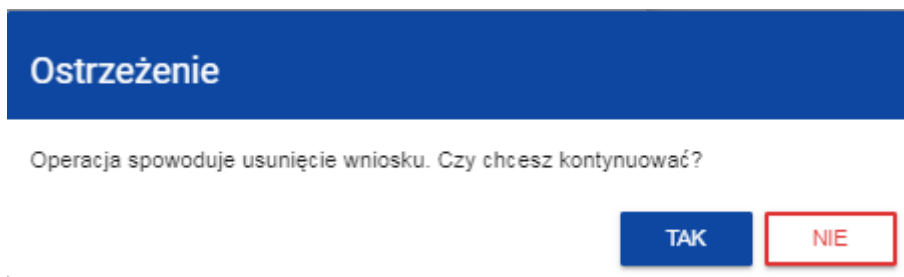 Ostrzeżenie
Operacja spowoduje usunięcie wniosku. Czy chcesz kontynuować?
TAK
NIE